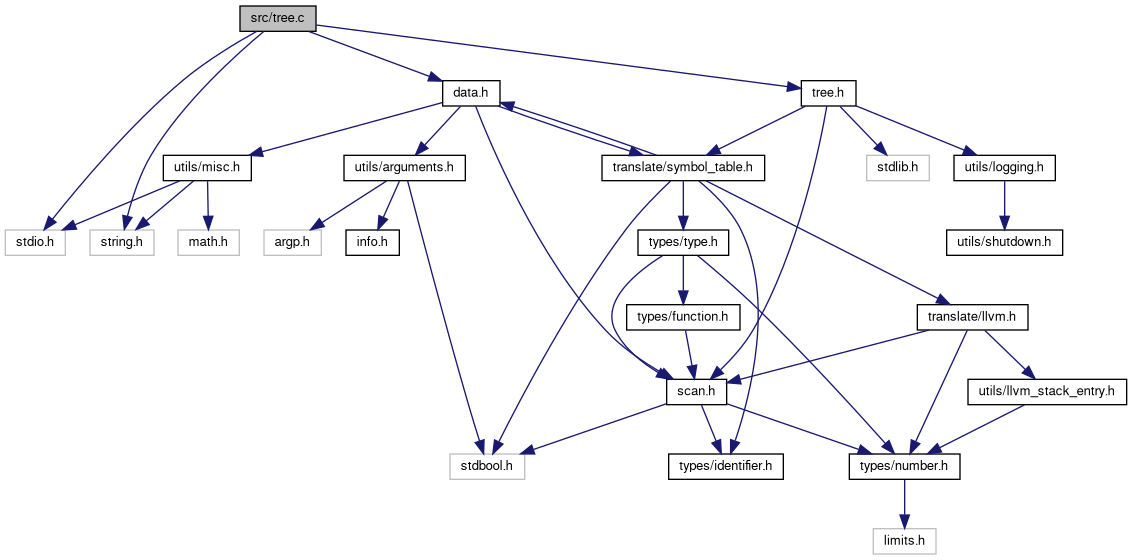 src/tree.c
data.h
tree.h
utils/misc.h
utils/arguments.h
translate/symbol_table.h
stdlib.h
utils/logging.h
stdio.h
string.h
math.h
argp.h
info.h
types/type.h
utils/shutdown.h
types/function.h
translate/llvm.h
scan.h
utils/llvm_stack_entry.h
stdbool.h
types/identifier.h
types/number.h
limits.h